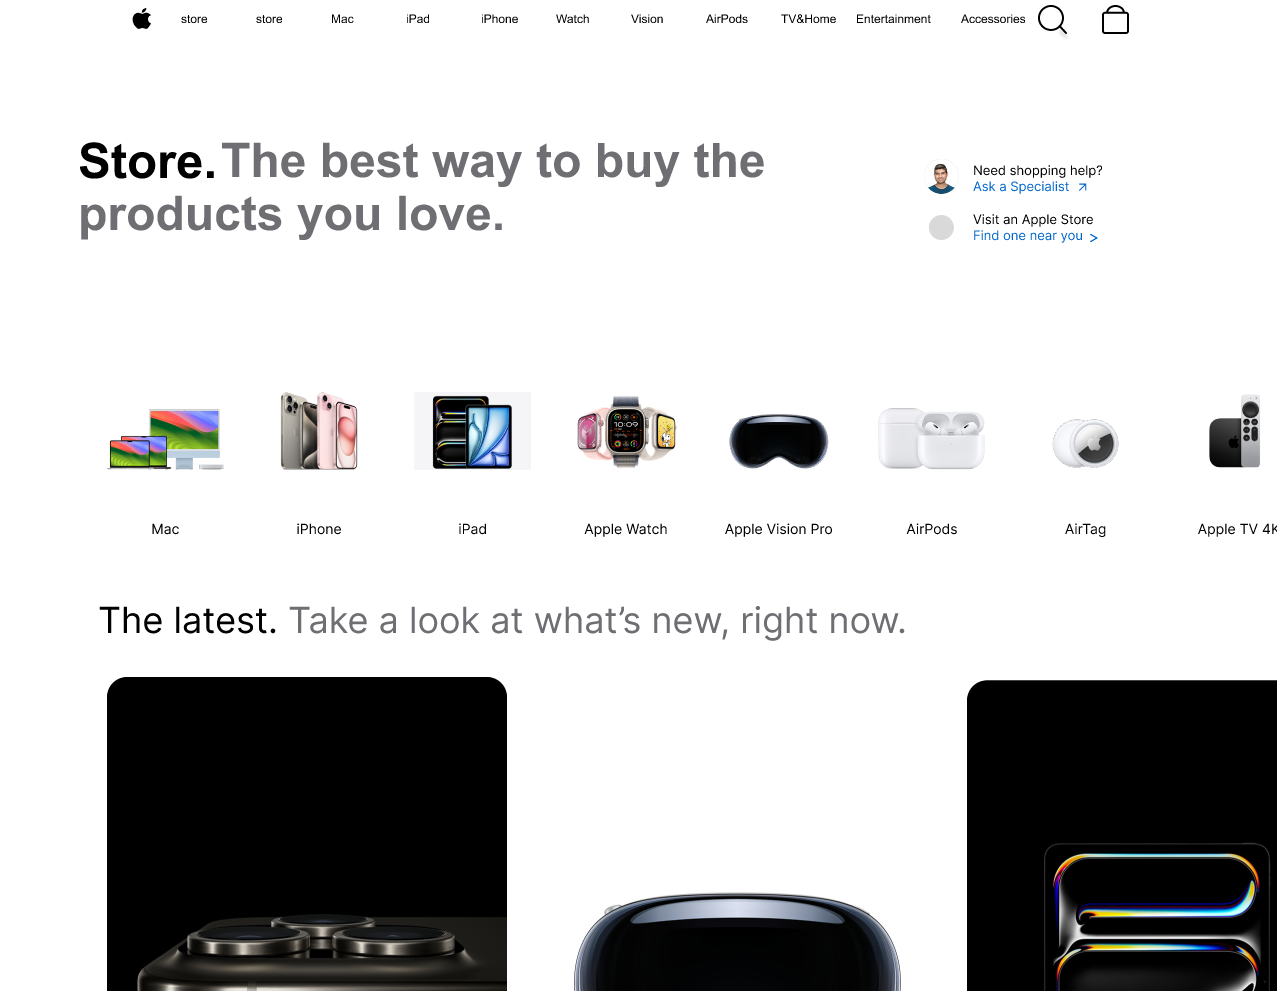 store store Mac iPad iPhone Watch Vision AirPods TV&Home Entertainment Accessories
Store. The best way to buy the
products you love.
Need shopping help?
Ask a Specialist
Visit an Apple Store
Find one near you >
10:09
Mac iPhone iPad Apple Watch Apple Vision Pro AirPods AirTag Apple TV 4K
The latest. Take a look at what’s new, right now.